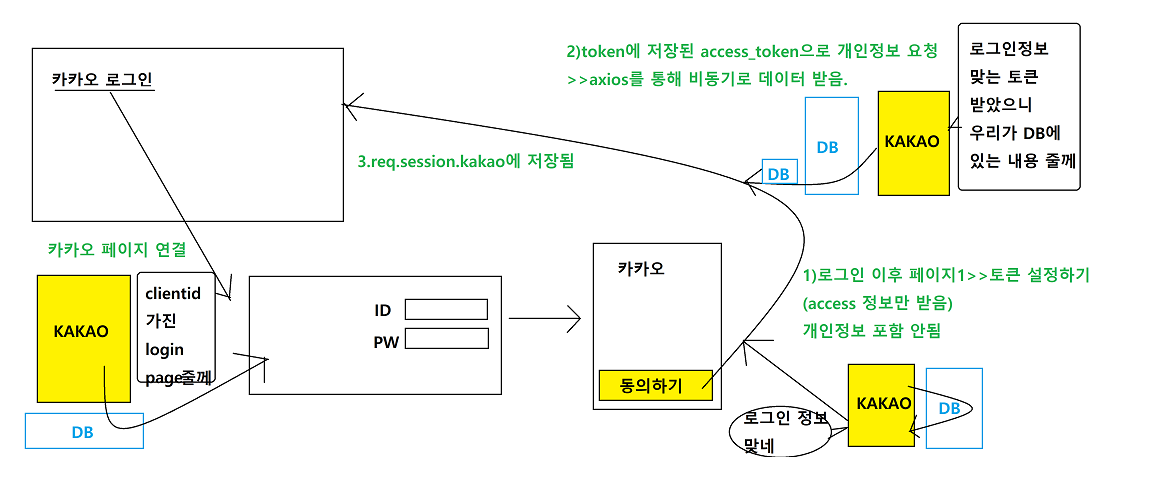 카카오 로그인
2)token에 저장된 access_token으로 개인정보 요청
>>axios를 통해 비동기로 데이터 받음.
로그인정보
맞는 토큰
받았으니
우리가 DB에
있는 내용 줄께
KAKAO
DB
DB
3.req.session.kakao에 저장됨
카카오 페이지 연결
KAKAO
clientid
가진
login
page줄께
DB
ID
PW
카카오
동의하기
1)로그인 이후 페이지1>>토큰 설정하기
(access 정보만 받음)
개인정보 포함 안됨
KAKAO
DB
로그인 정보
맞네